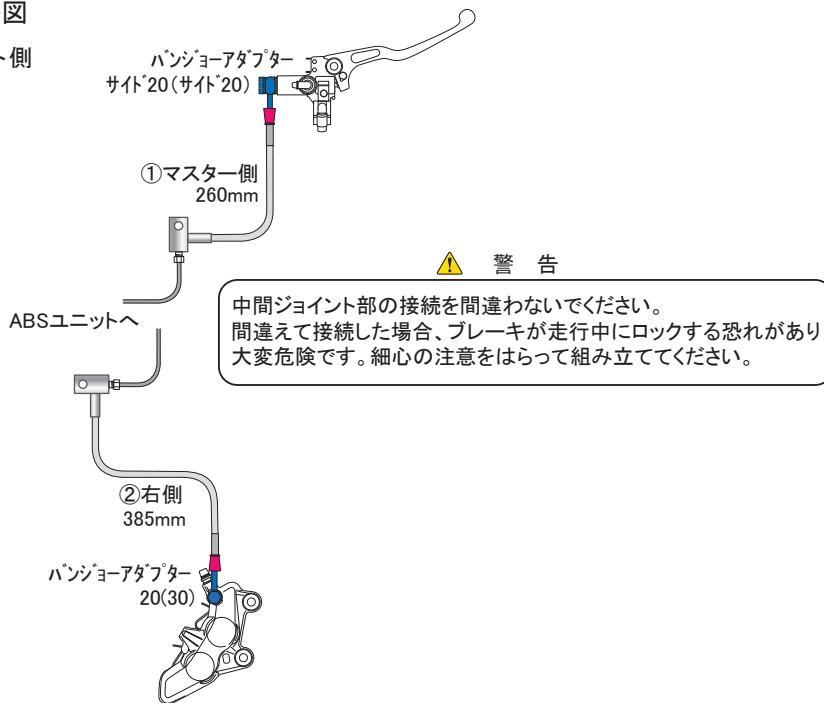 図
ト側
ﾊﾞﾝｼﾞｮｰｱﾀﾞﾌﾟﾀｰ
ｻｲﾄﾞ20(ｻｲﾄﾞ20)
①マスター側
260mm
ABSユニットへ
警 告
中間ジョイント部の接続を間違わないでください。
間違えて接続した場合、ブレーキが走行中にロックする恐れがあり
大変危険です。細心の注意をはらって組み立ててください。
②右側
385mm
ﾊﾞﾝｼﾞｮｰｱﾀﾞﾌﾟﾀｰ
20(30)